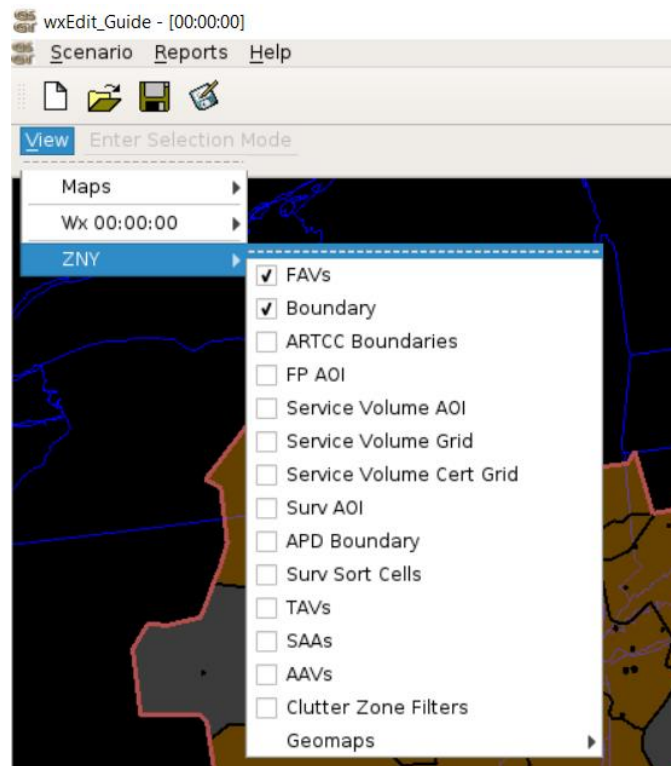 wxEdit_Guide - [00:00:00]
Scenario Reports Help
View Enter Selection Mode
Maps
Wx 00:00:00
ZNY
FAVs
Boundary
ARTCC Boundaries
FP AOI
Service Volume AOI
Service Volume Grid
Service Volume Cert Grid
Surv AOI
APD Boundary
Surv Sort Cells
TAVs
SAAs
AAVs
Clutter Zone Filters
Geomaps